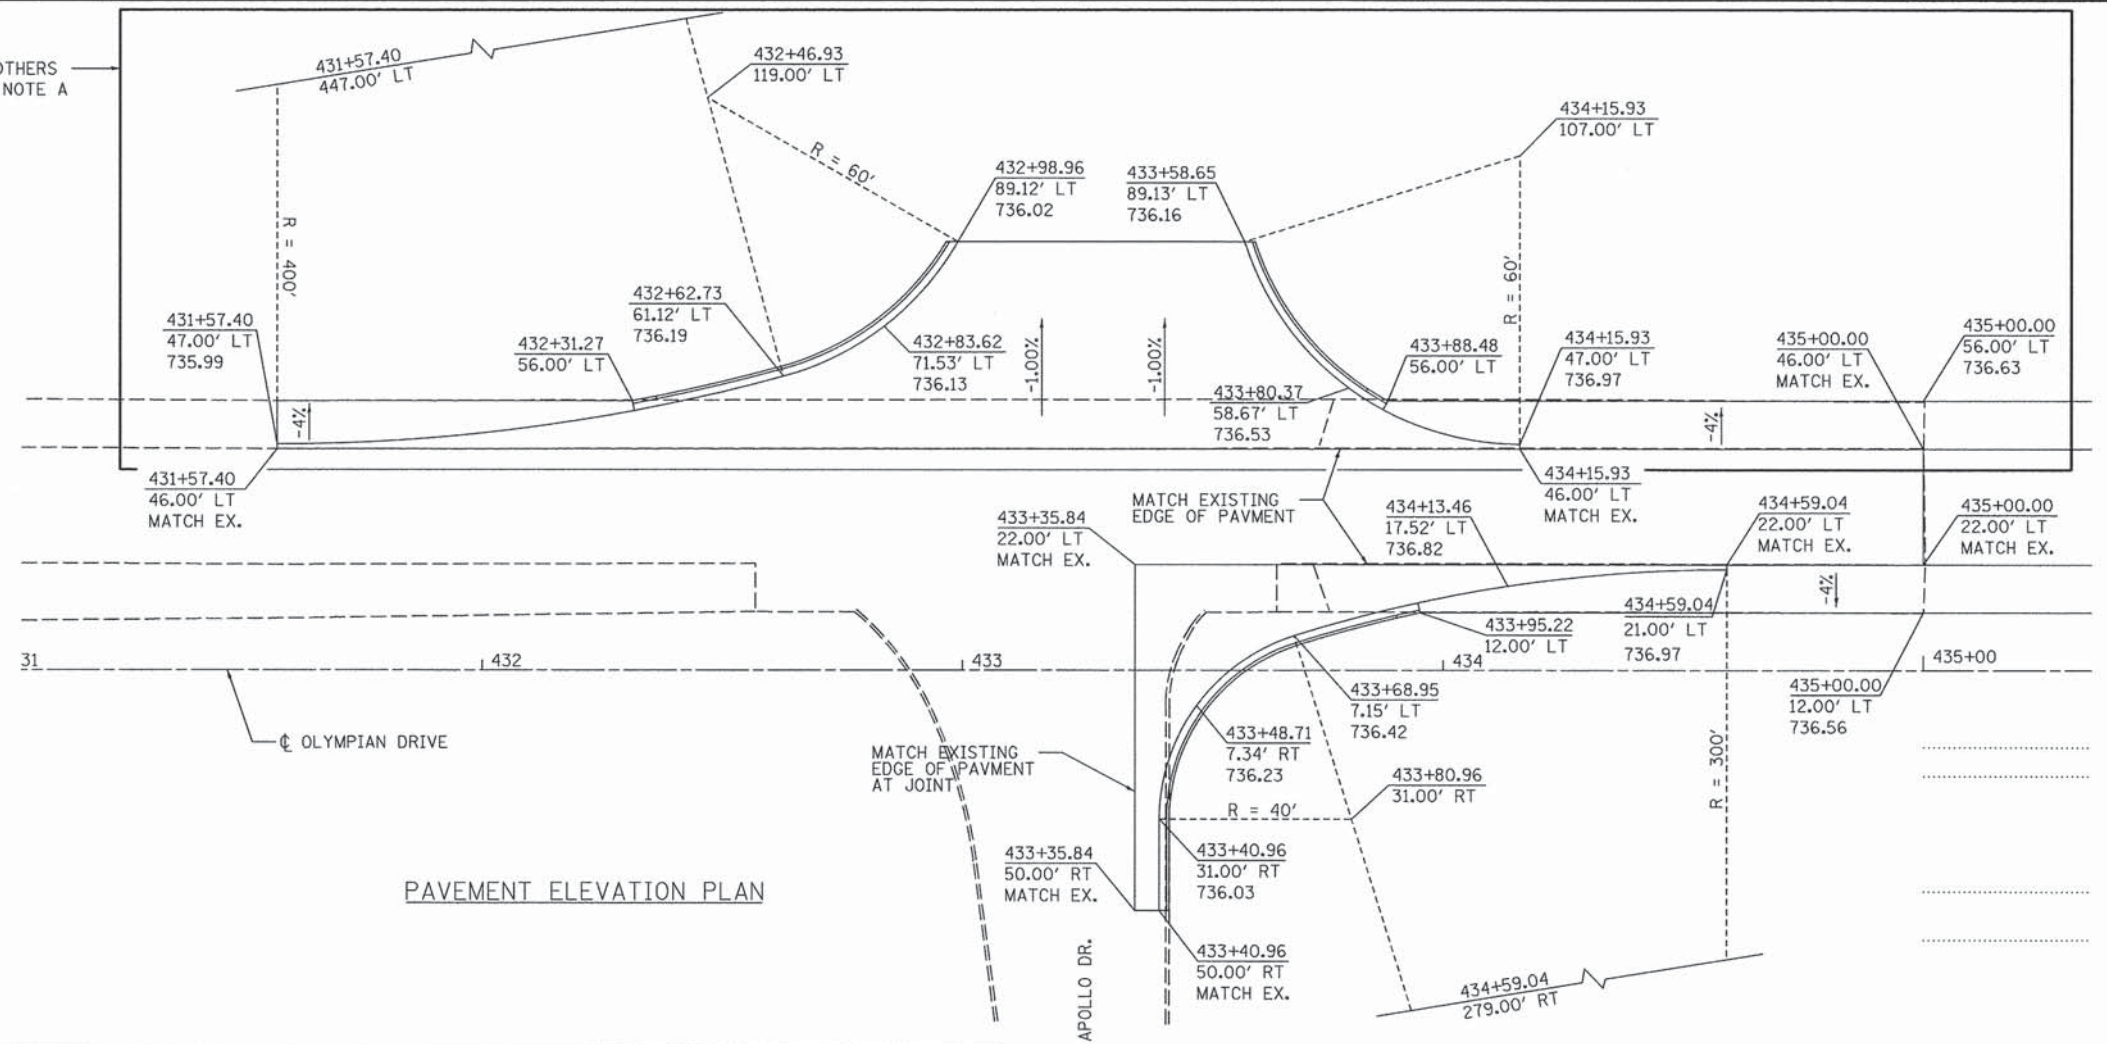 OTHERS
NOTE A
431+57.40
447.00' LT
432+46.93
119.00' LT
434+15.93
107.00' LT
R = 60'
432+98.96
89.12' LT
736.02
433+58.65
89.13' LT
736.16
R = 400'
R = 60'
431+57.40
47.00' LT
735.99
432+62.73
61.12' LT
736.19
432+31.27
56.00' LT
432+83.62
71.53' LT
736.13
-1.00%
-1.00%
433+88.48
56.00' LT
434+15.93
47.00' LT
736.97
435+00.00
46.00' LT
MATCH EX.
435+00.00
56.00' LT
736.63
433+80.37
58.67' LT
736.53
-4%
-4%
431+57.40
46.00' LT
MATCH EX.
434+15.93
46.00' LT
MATCH EX.
MATCH EXISTING
EDGE OF PAVMENT
433+35.84
22.00' LT
MATCH EX.
434+13.46
17.52' LT
736.82
434+59.04
22.00' LT
MATCH EX.
435+00.00
22.00' LT
MATCH EX.
-4%
433+95.22
12.00' LT
434+59.04
21.00' LT
736.97
31
432
433
434
435+00
435+00.00
12.00' LT
736.56
℄ OLYMPIAN DRIVE
433+68.95
7.15' LT
736.42
433+48.71
7.34' RT
736.23
MATCH EXISTING
EDGE OF PAVMENT
AT JOINT
433+80.96
31.00' RT
R = 40'
R = 300'
433+35.84
50.00' RT
MATCH EX.
433+40.96
31.00' RT
736.03
PAVEMENT ELEVATION PLAN
433+40.96
50.00' RT
MATCH EX.
APOLLO DR.
434+59.04
279.00' RT